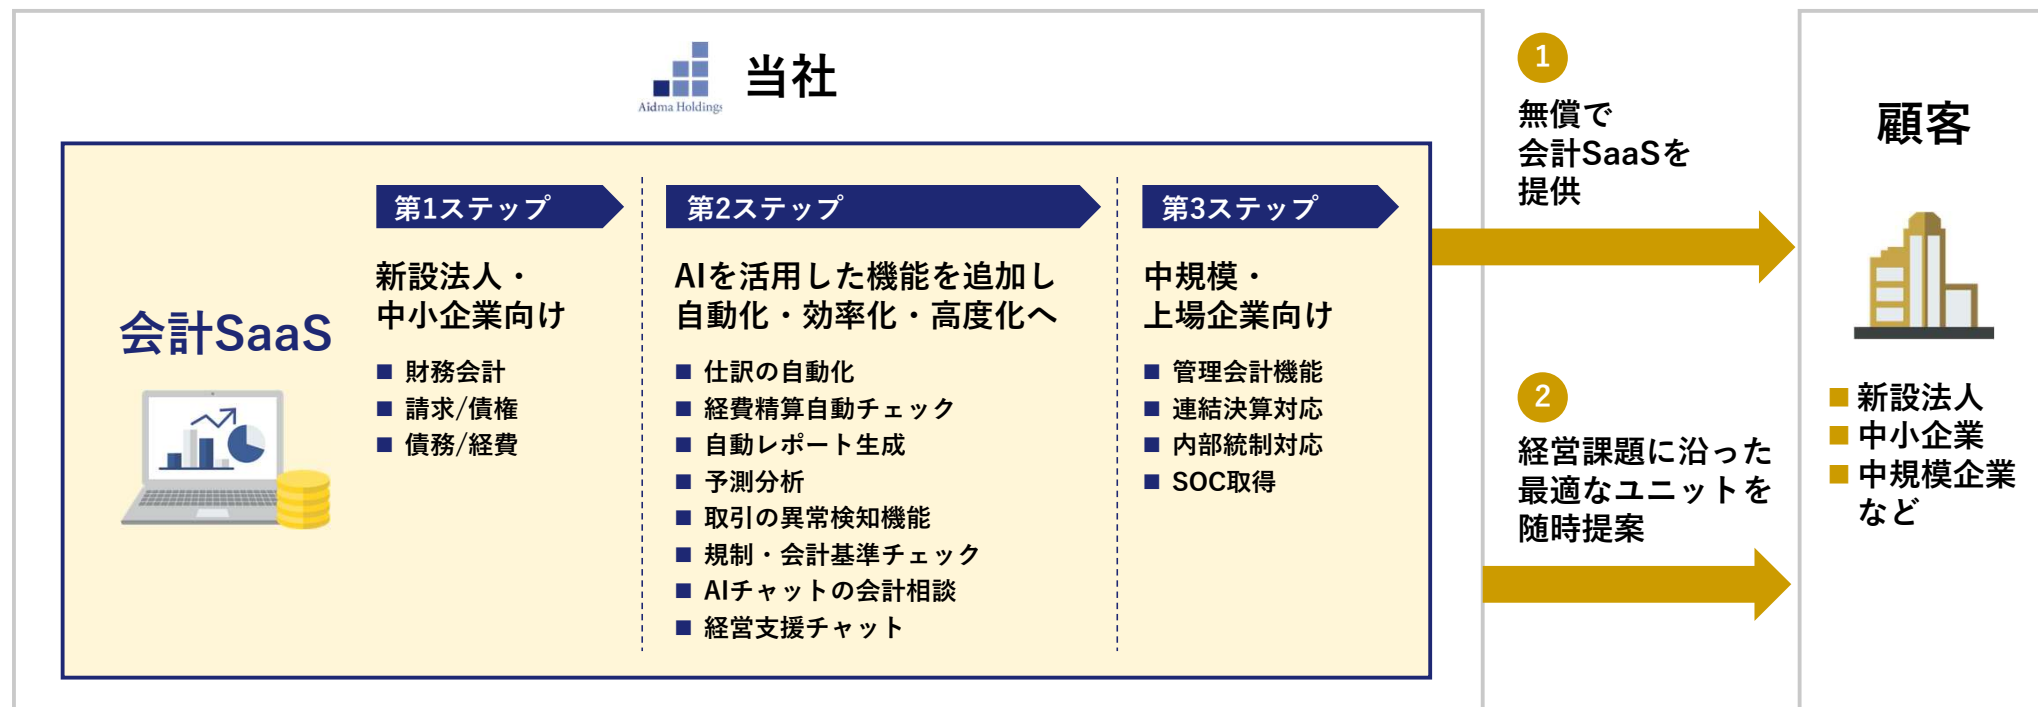 Aidma Holdings
当社
会計SaaS
第1ステップ
新設法人・
中小企業向け
■ 財務会計
■ 請求/債権
■ 債務/経費
第2ステップ
AIを活用した機能を追加し
自動化・効率化・高度化へ
■ 仕訳の自動化
■ 経費精算自動チェック
■ 自動レポート生成
■ 予測分析
■ 取引の異常検知機能
■ 規制・会計基準チェック
■ AIチャットの会計相談
■ 経営支援チャット
第3ステップ
中規模・
上場企業向け
■ 管理会計機能
■ 連結決算対応
■ 内部統制対応
■ SOC取得
1
無償で
会計SaaSを
提供
2
経営課題に沿った
最適なユニットを
随時提案
顧客
■ 新設法人
■ 中小企業
■ 中規模企業
など